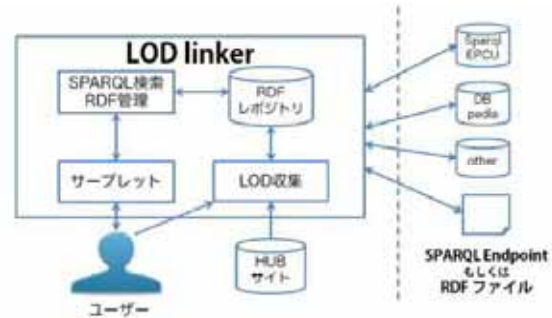 LOD linker
SPARQL検索
RDF管理
RDF
レポジトリ
サーブレット
LOD収集
HUB
サイト
ユーザー
Sparql
EPCU
DB
pedia
other
SPARQL Endpoint
もしくは
RDF ファイル